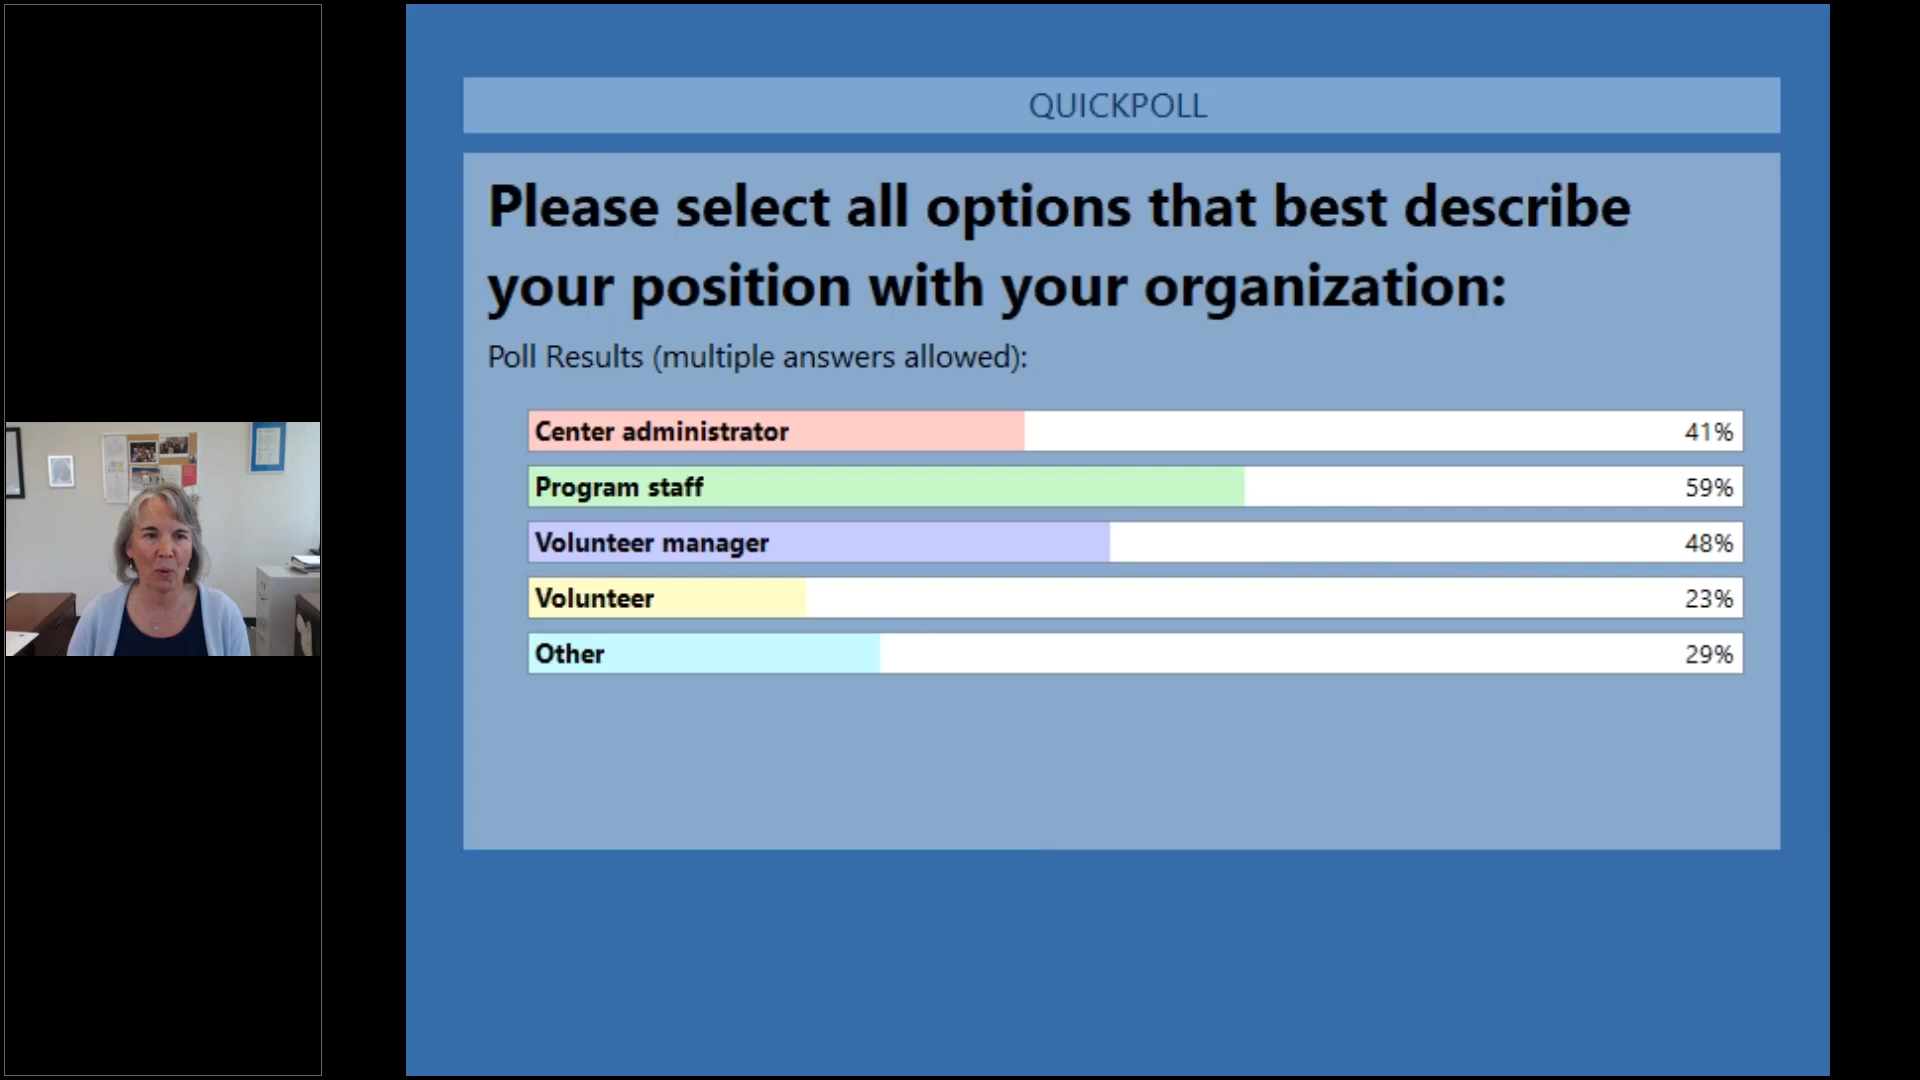 QUICKPOLL
Please select all options that best describe
your position with your organization:
Poll Results (multiple answers allowed):
Center administrator 41%
Program staff 59%
Volunteer manager 48%
Volunteer 23%
Other 29%